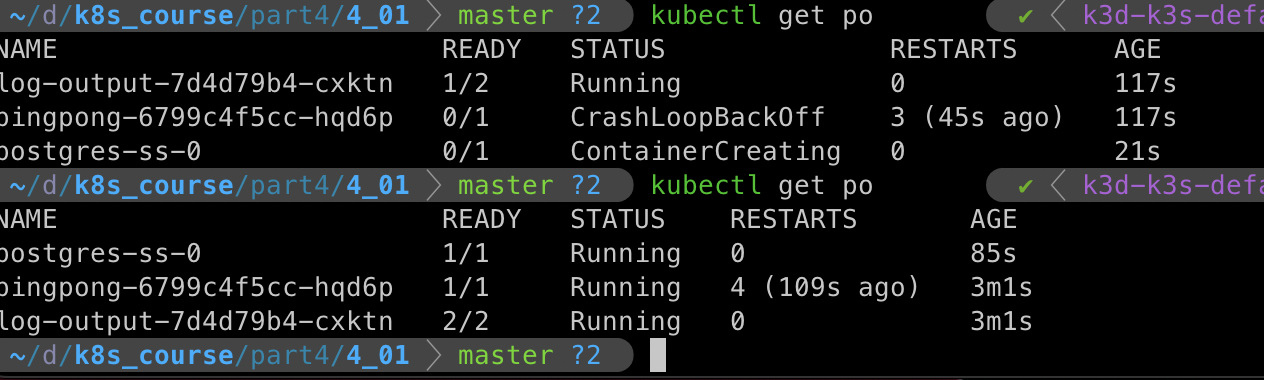 ~/d/k8s_course/part4/4_01 > master ?2 kubectl get po ✔ < k3d-k3s-defa
NAME READY STATUS RESTARTS AGE
log-output-7d4d79b4-cxktn 1/2 Running 0 117s
pingpong-6799c4f5cc-hqd6p 0/1 CrashLoopBackOff 3 (45s ago) 117s
postgres-ss-0 0/1 ContainerCreating 0 21s
~/d/k8s_course/part4/4_01 > master ?2 kubectl get po ✔ < k3d-k3s-defa
NAME READY STATUS RESTARTS AGE
postgres-ss-0 1/1 Running 0 85s
pingpong-6799c4f5cc-hqd6p 1/1 Running 4 (109s ago) 3m1s
log-output-7d4d79b4-cxktn 2/2 Running 0 3m1s
~/d/k8s_course/part4/4_01 > master ?2